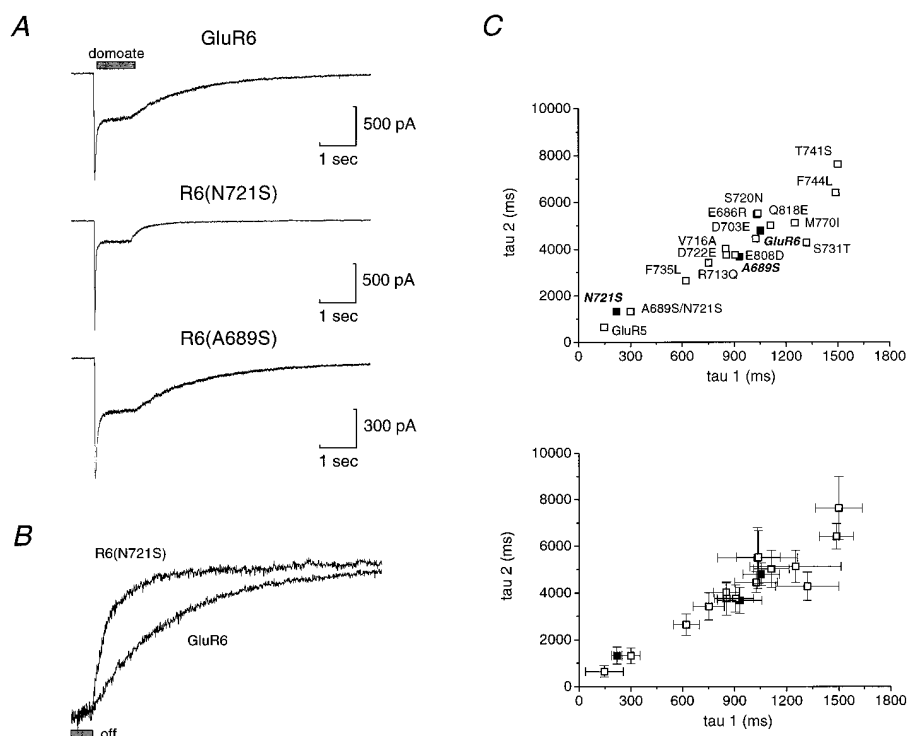 A
GluR6
domoate
500 pA
1 sec
R6(N721S)
500 pA
1 sec
R6(A689S)
300 pA
1 sec
B
R6(N721S)
GluR6
off
C
10000
8000
6000
4000
2000
0
tau 2 (ms)
T741S
F744L
S720N
E686R
Q818E
D703E
M770I
GluR6
V716A
S731T
D722E
E808D
A689S
F735L
R713Q
N721S
A689S/N721S
GluR5
0 300 600 900 1200 1500 1800
tau 1 (ms)
10000
8000
6000
4000
2000
0
tau 2 (ms)
0 300 600 900 1200 1500 1800
tau 1 (ms)